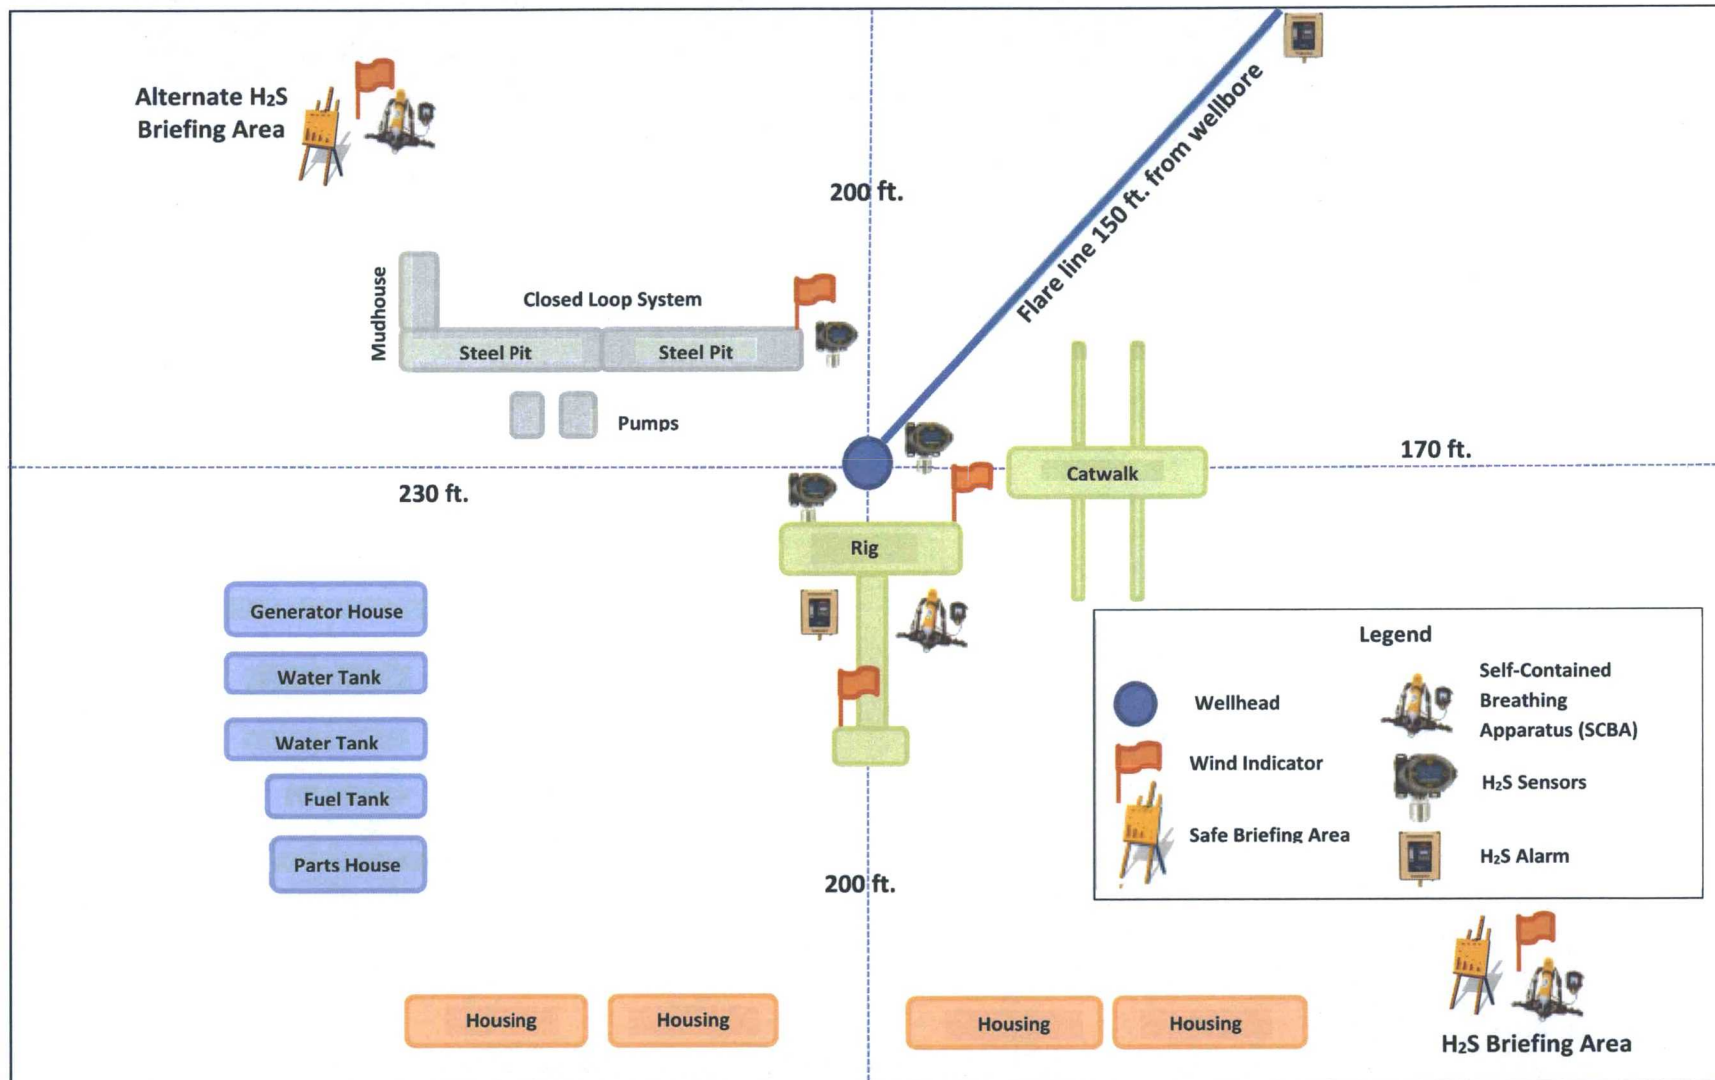 Alternate H₂S
Briefing Area
200 ft.
Flare line 150 ft. from wellbore
Mudhouse
Closed Loop System
Steel Pit
Steel Pit
Pumps
230 ft.
170 ft.
Catwalk
Rig
Generator House
Water Tank
Water Tank
Fuel Tank
Parts House
200 ft.
Legend
Wellhead
Wind Indicator
Safe Briefing Area
Self-Contained
Breathing
Apparatus (SCBA)
H₂S Sensors
H₂S Alarm
Housing
Housing
Housing
Housing
H₂S Briefing Area